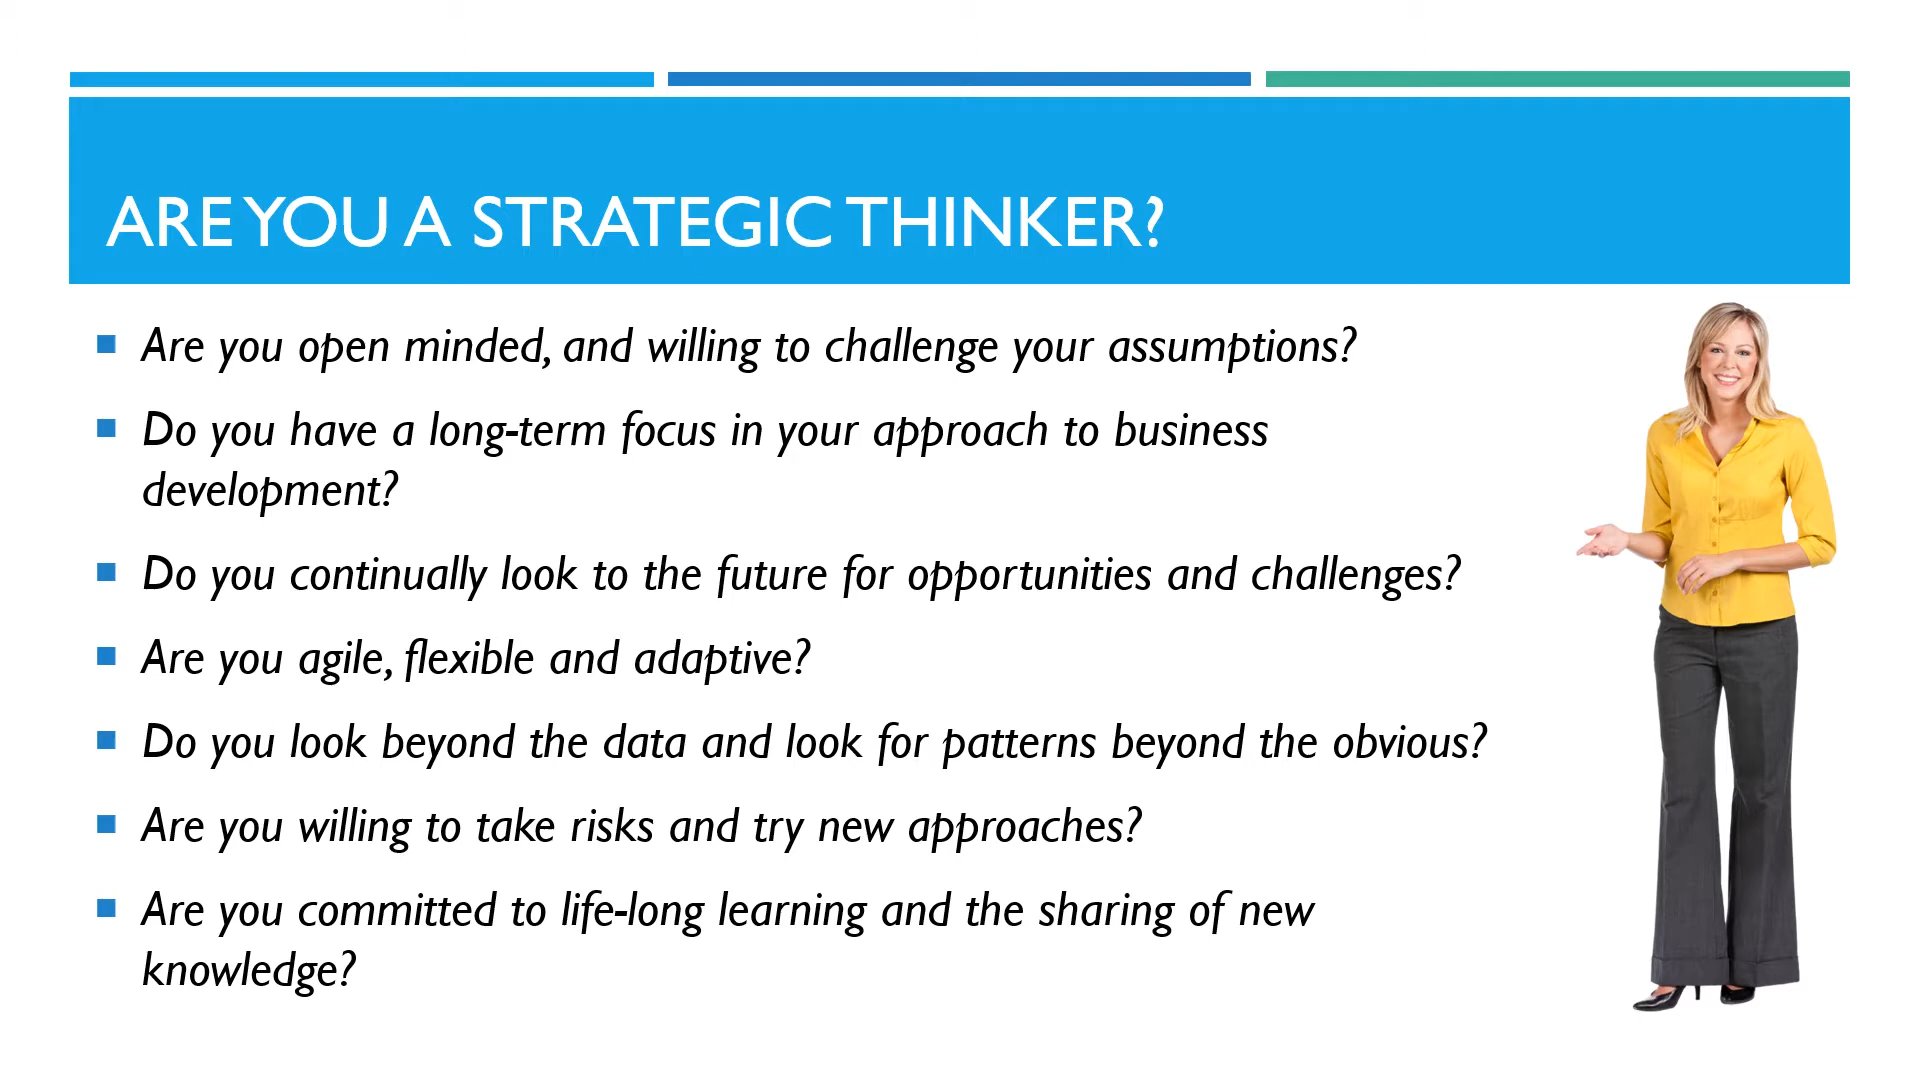 ARE YOU A STRATEGIC THINKER?
Are you open minded, and willing to challenge your assumptions?
Do you have a long-term focus in your approach to business
development?
Do you continually look to the future for opportunities and challenges?
Are you agile, flexible and adaptive?
Do you look beyond the data and look for patterns beyond the obvious?
Are you willing to take risks and try new approaches?
Are you committed to life-long learning and the sharing of new
knowledge?